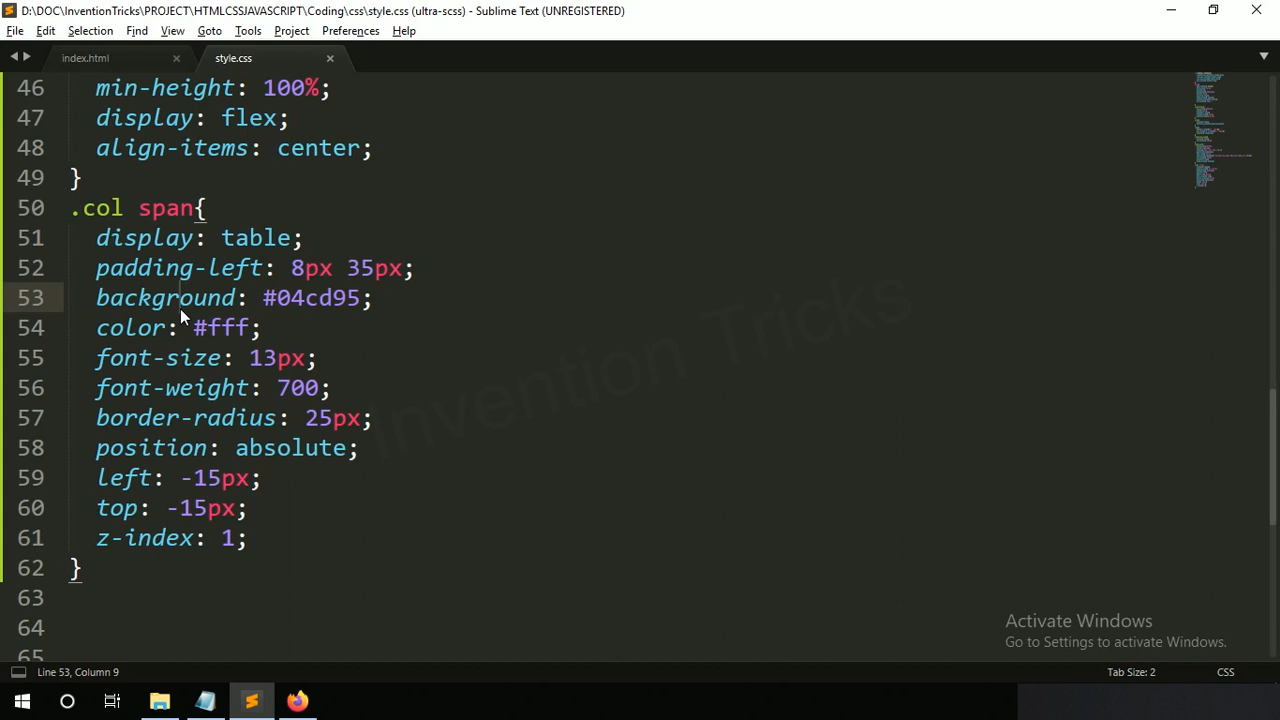 D:\DOC\InventionTricks\PROJECT\HTMLCSSJAVASCRIPT\Coding\css\style.css (ultra-scss) - Sublime Text (UNREGISTERED)
File Edit Selection Find View Goto Tools Project Preferences Help
index.html × style.css ×
46 min-height: 100%;
47 display: flex;
48 align-items: center;
49 }
50 .col span{
51 display: table;
52 padding-left: 8px 35px;
53 background: #04cd95;
54 color: #fff;
55 font-size: 13px;
56 font-weight: 700;
57 border-radius: 25px;
58 position: absolute;
59 left: -15px;
60 top: -15px;
61 z-index: 1;
62 }
63
64
65
Invention Tricks
Activate Windows
Go to Settings to activate Windows.
Line 53, Column 9 Tab Size: 2 CSS